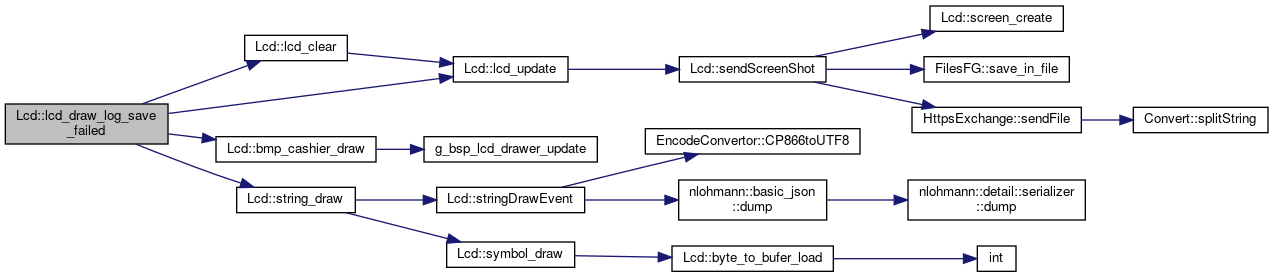 Lcd::lcd_draw_log_save
_failed
Lcd::lcd_clear
Lcd::lcd_update
Lcd::sendScreenShot
Lcd::screen_create
FilesFG::save_in_file
HttpsExchange::sendFile
Convert::splitString
Lcd::bmp_cashier_draw
g_bsp_lcd_drawer_update
Lcd::string_draw
Lcd::stringDrawEvent
EncodeConvertor::CP866toUTF8
nlohmann::basic_json
::dump
nlohmann::detail::serializer
::dump
Lcd::symbol_draw
Lcd::byte_to_bufer_load
int